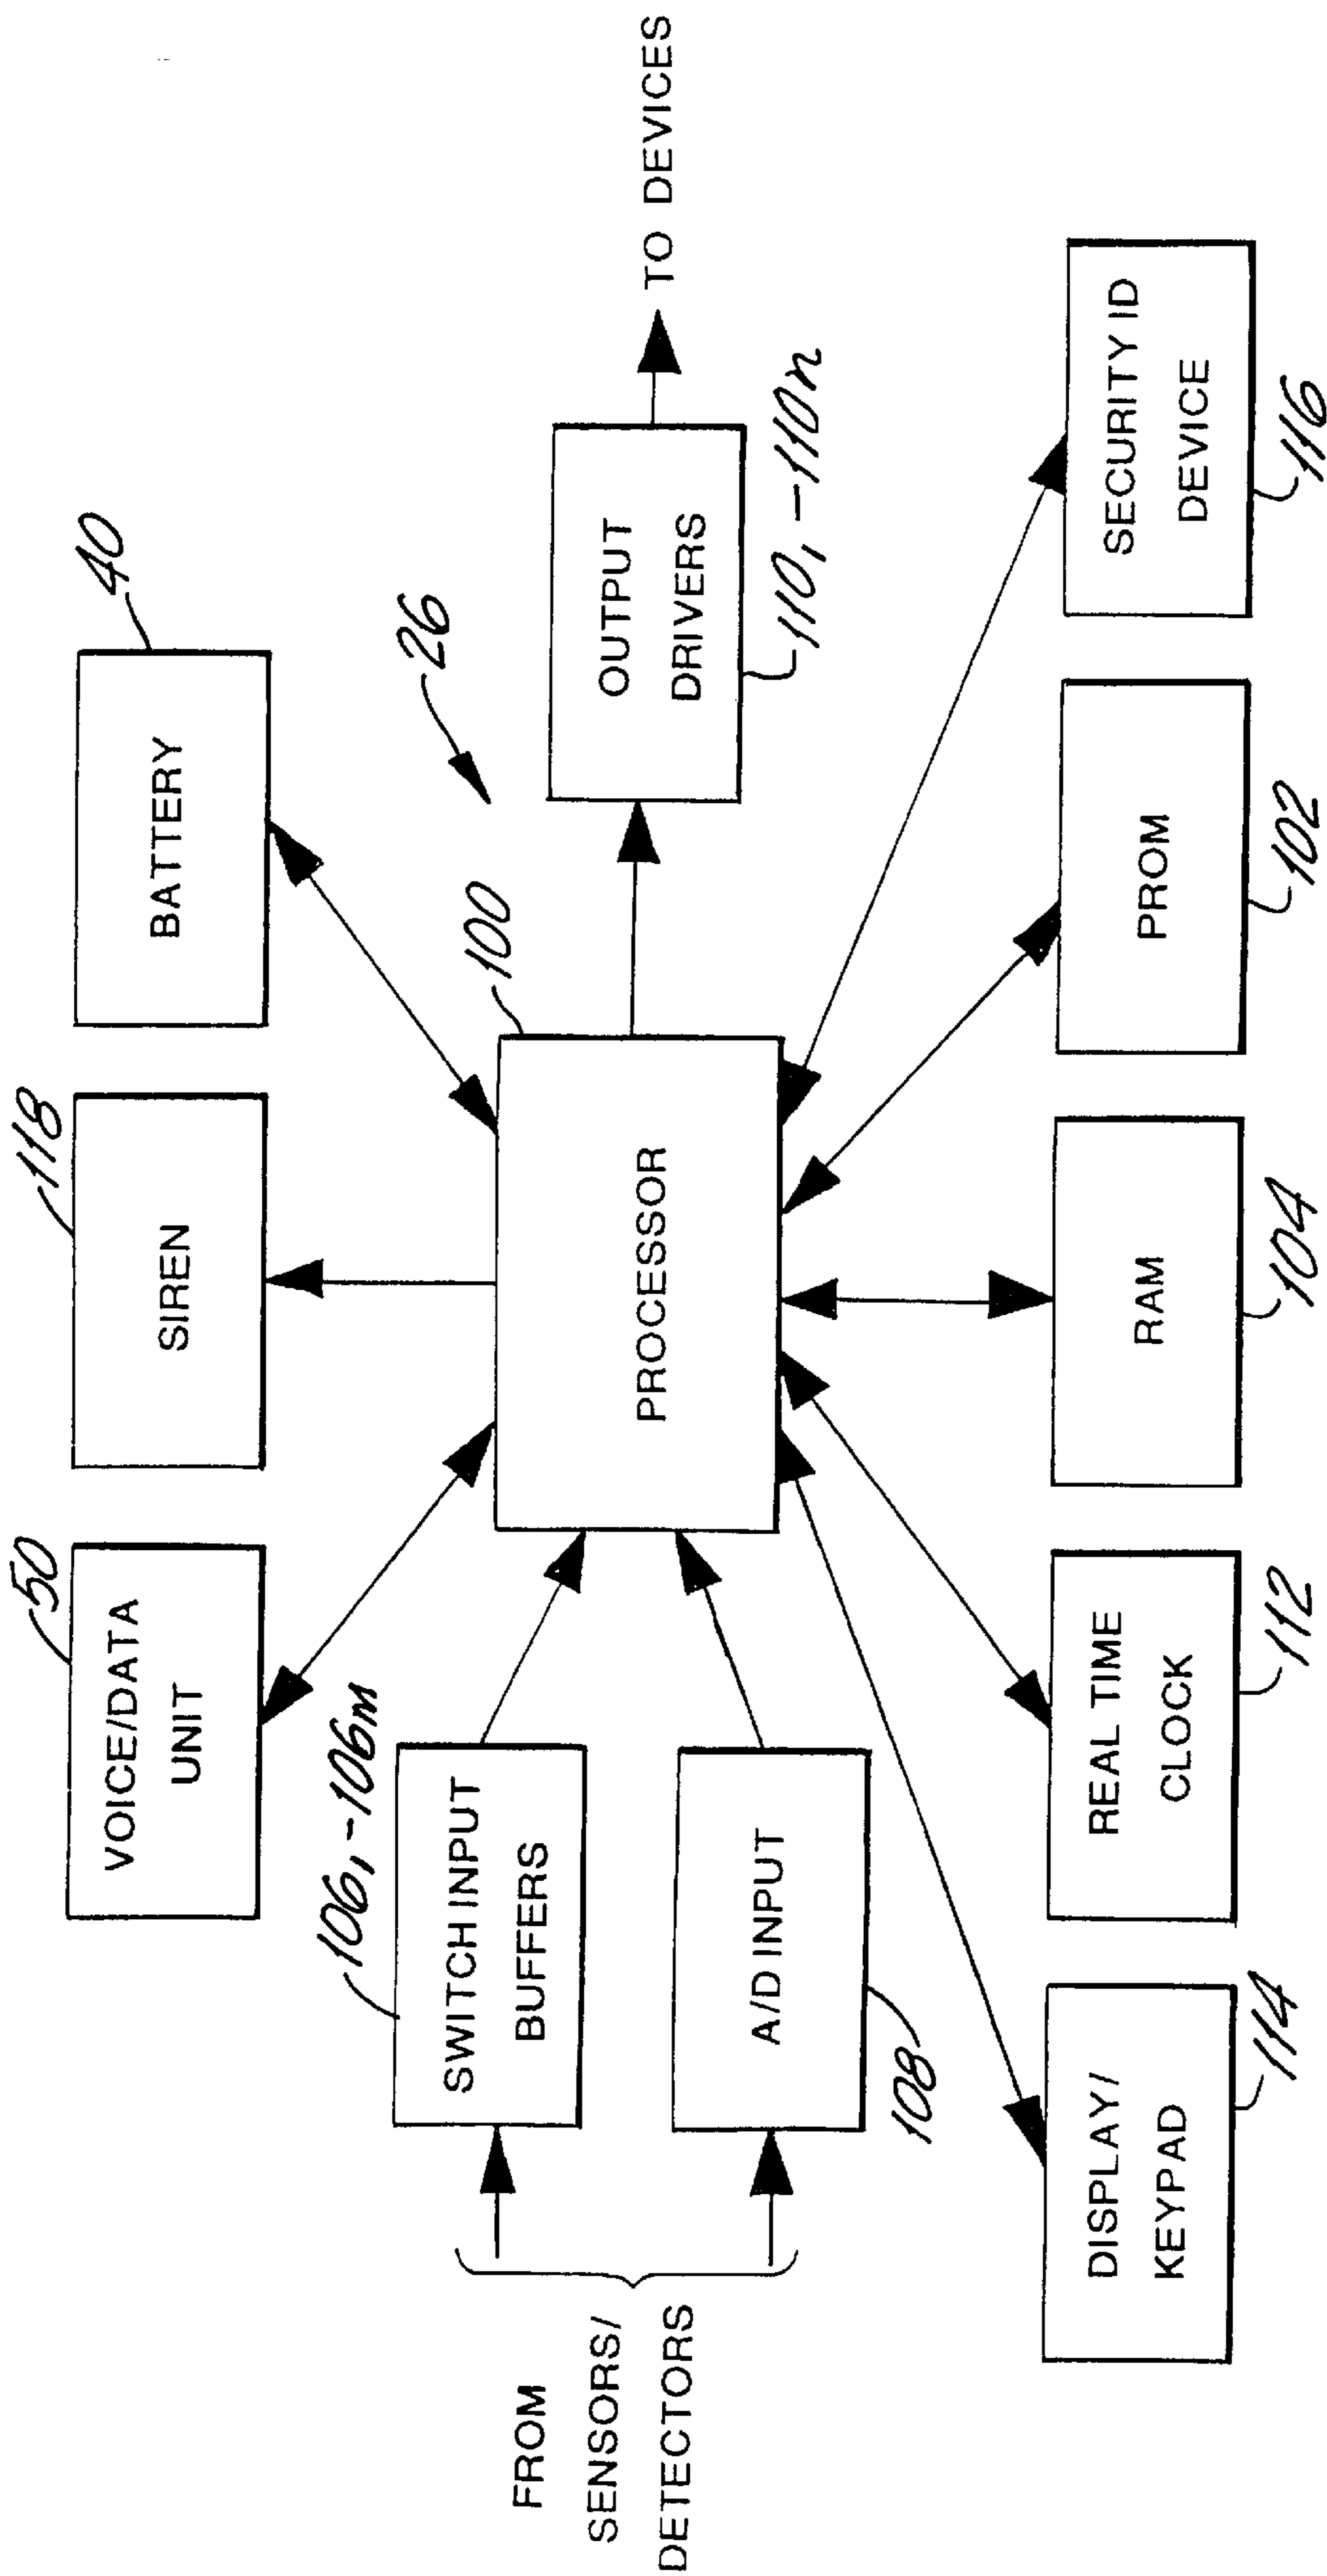 50
VOICE/DATA
UNIT
118
SIREN
40
BATTERY
106, -106m
SWITCH INPUT
BUFFERS
26
100
PROCESSOR
OUTPUT
DRIVERS
110, -110n
TO DEVICES
FROM
SENSORS/
DETECTORS
A/D INPUT
108
DISPLAY/
KEYPAD
114
REAL TIME
CLOCK
112
RAM
104
PROM
102
SECURITY ID
DEVICE
116